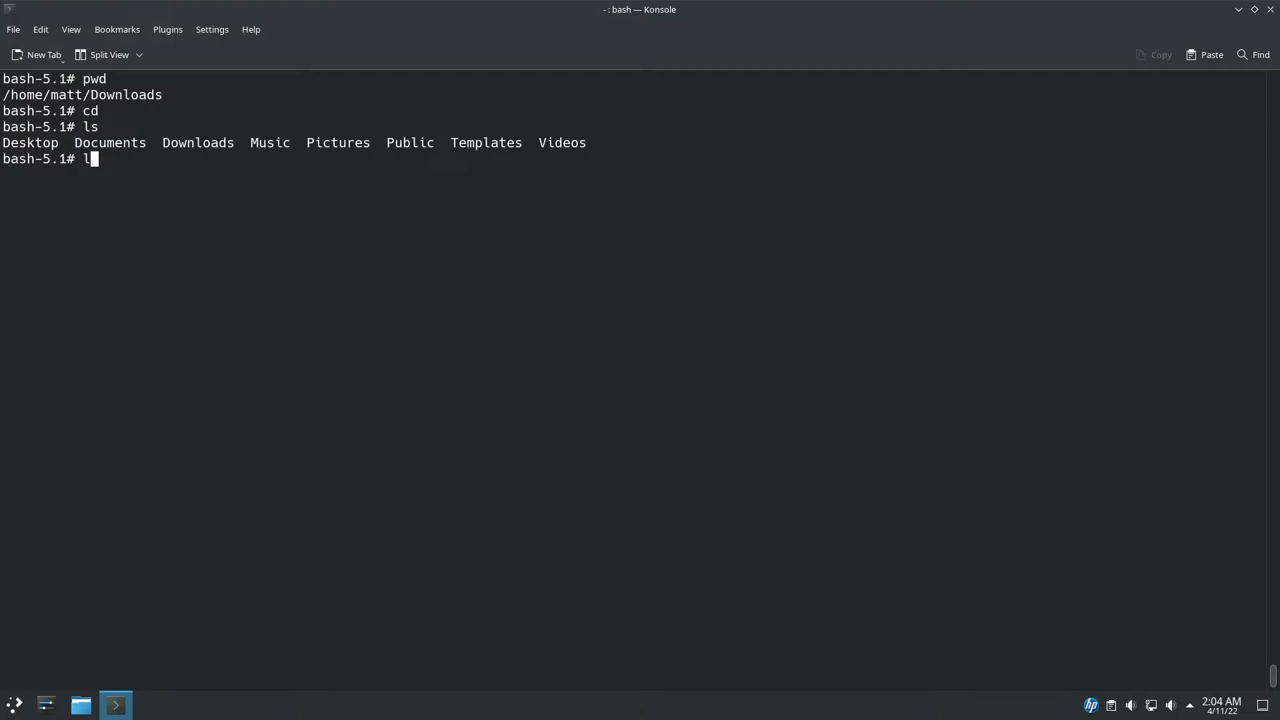 - : bash — Konsole
File Edit View Bookmarks Plugins Settings Help
New Tab Split View Copy Paste Find
bash-5.1# pwd
/home/matt/Downloads
bash-5.1# cd
bash-5.1# ls
Desktop Documents Downloads Music Pictures Public Templates Videos
bash-5.1# l
hp 2:04 AM
4/11/22